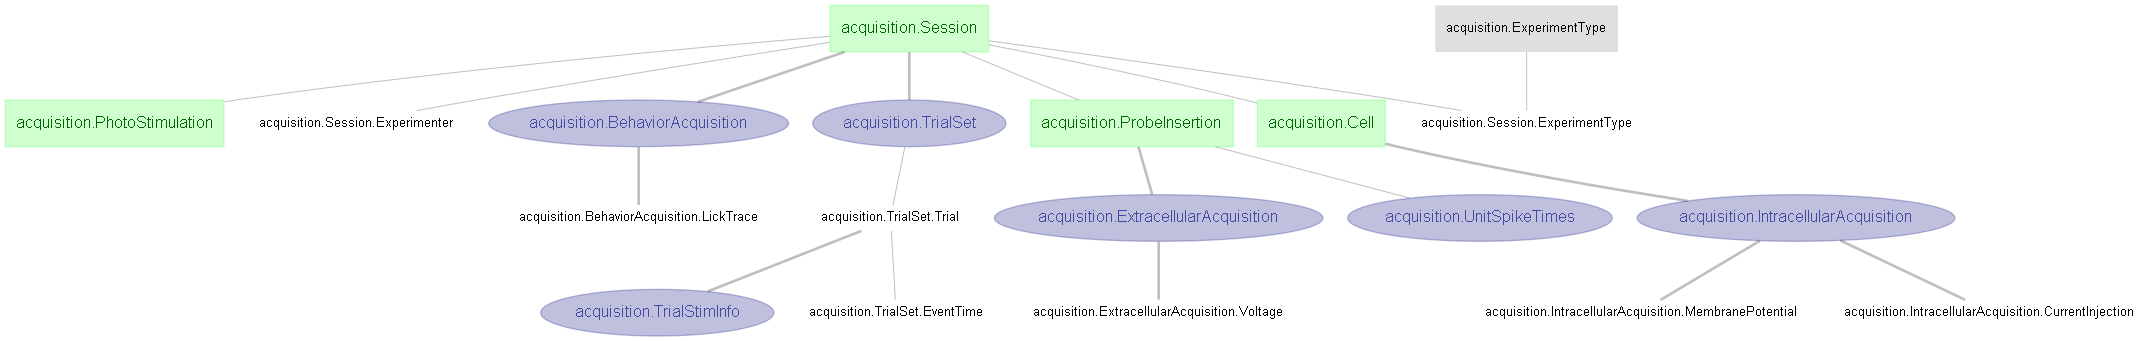 acquisition.Session
acquisition.ExperimentType
acquisition.PhotoStimulation
acquisition.Session.Experimenter
acquisition.BehaviorAcquisition
acquisition.TrialSet
acquisition.ProbeInsertion
acquisition.Cell
acquisition.Session.ExperimentType
acquisition.BehaviorAcquisition.LickTrace
acquisition.TrialSet.Trial
acquisition.ExtracellularAcquisition
acquisition.UnitSpikeTimes
acquisition.IntracellularAcquisition
acquisition.TrialStimInfo
acquisition.TrialSet.EventTime
acquisition.ExtracellularAcquisition.Voltage
acquisition.IntracellularAcquisition.MembranePotential
acquisition.IntracellularAcquisition.CurrentInjection